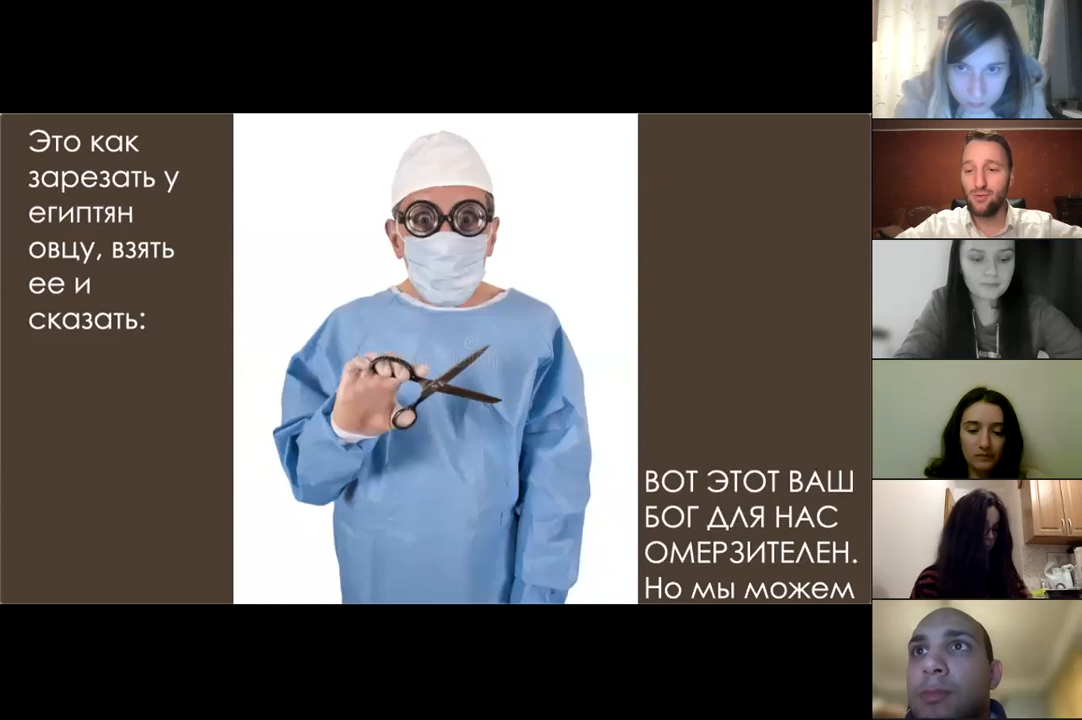 Это как
зарезать у
египтян
овцу, взять
ее и
сказать:
ВОТ ЭТОТ ВАШ
БОГ ДЛЯ НАС
ОМЕРЗИТЕЛЕН.
Но мы можем